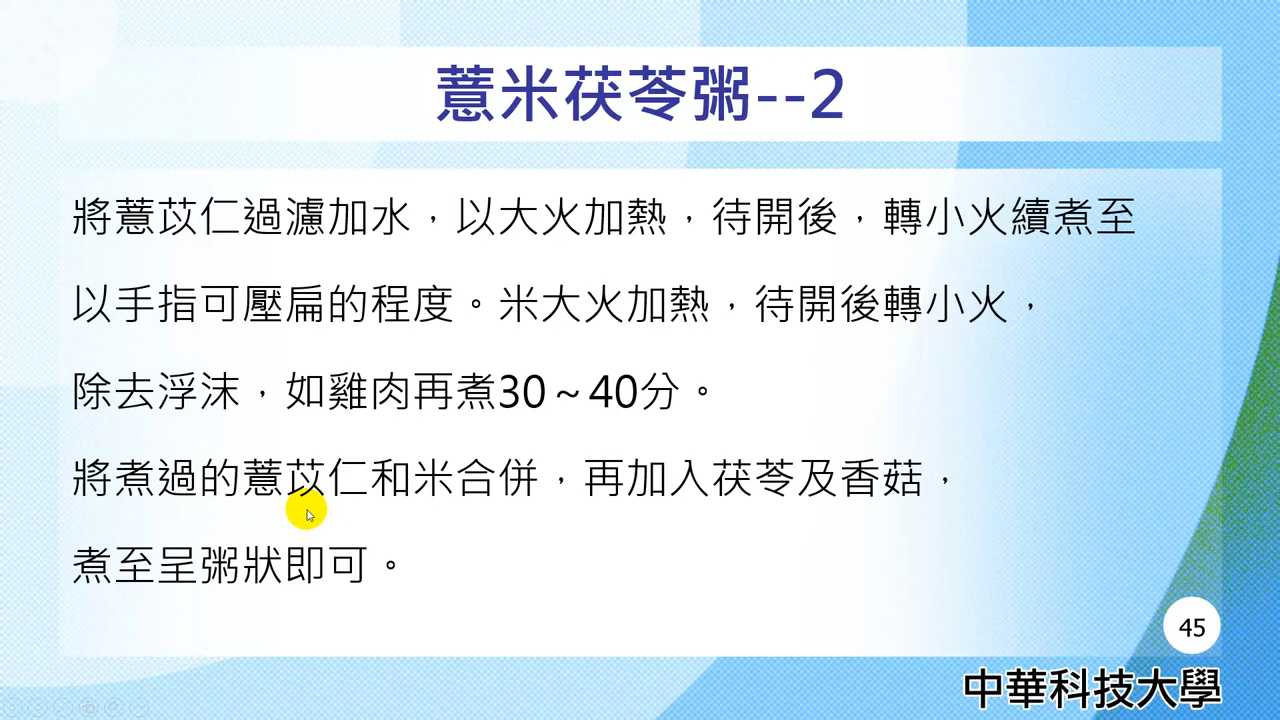 薏米茯苓粥--2
將薏苡仁過濾加水，以大火加熱，待開後，轉小火續煮至
以手指可壓扁的程度。米大火加熱，待開後轉小火，
除去浮沫，如雞肉再煮30～40分。
將煮過的薏苡仁和米合併，再加入茯苓及香菇，
煮至呈粥狀即可。
45
中華科技大學